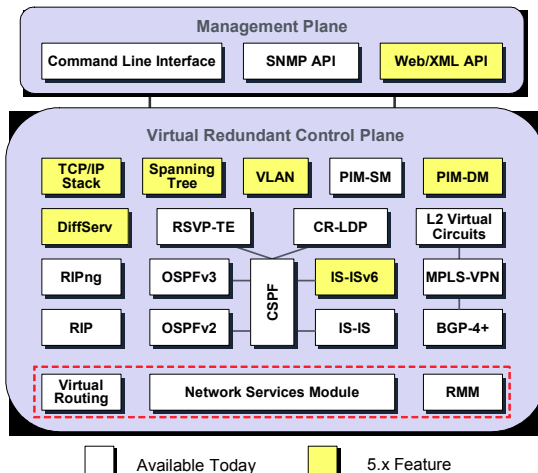 Management Plane
Command Line Interface
SNMP API
Web/XML API
Virtual Redundant Control Plane
TCP/IP
Stack
Spanning
Tree
VLAN
PIM-SM
PIM-DM
DiffServ
RSVP-TE
CR-LDP
L2 Virtual
Circuits
RIPng
OSPFv3
CSPF
IS-ISv6
MPLS-VPN
RIP
OSPFv2
IS-IS
BGP-4+
Virtual
Routing
Network Services Module
RMM
Available Today
5.x Feature